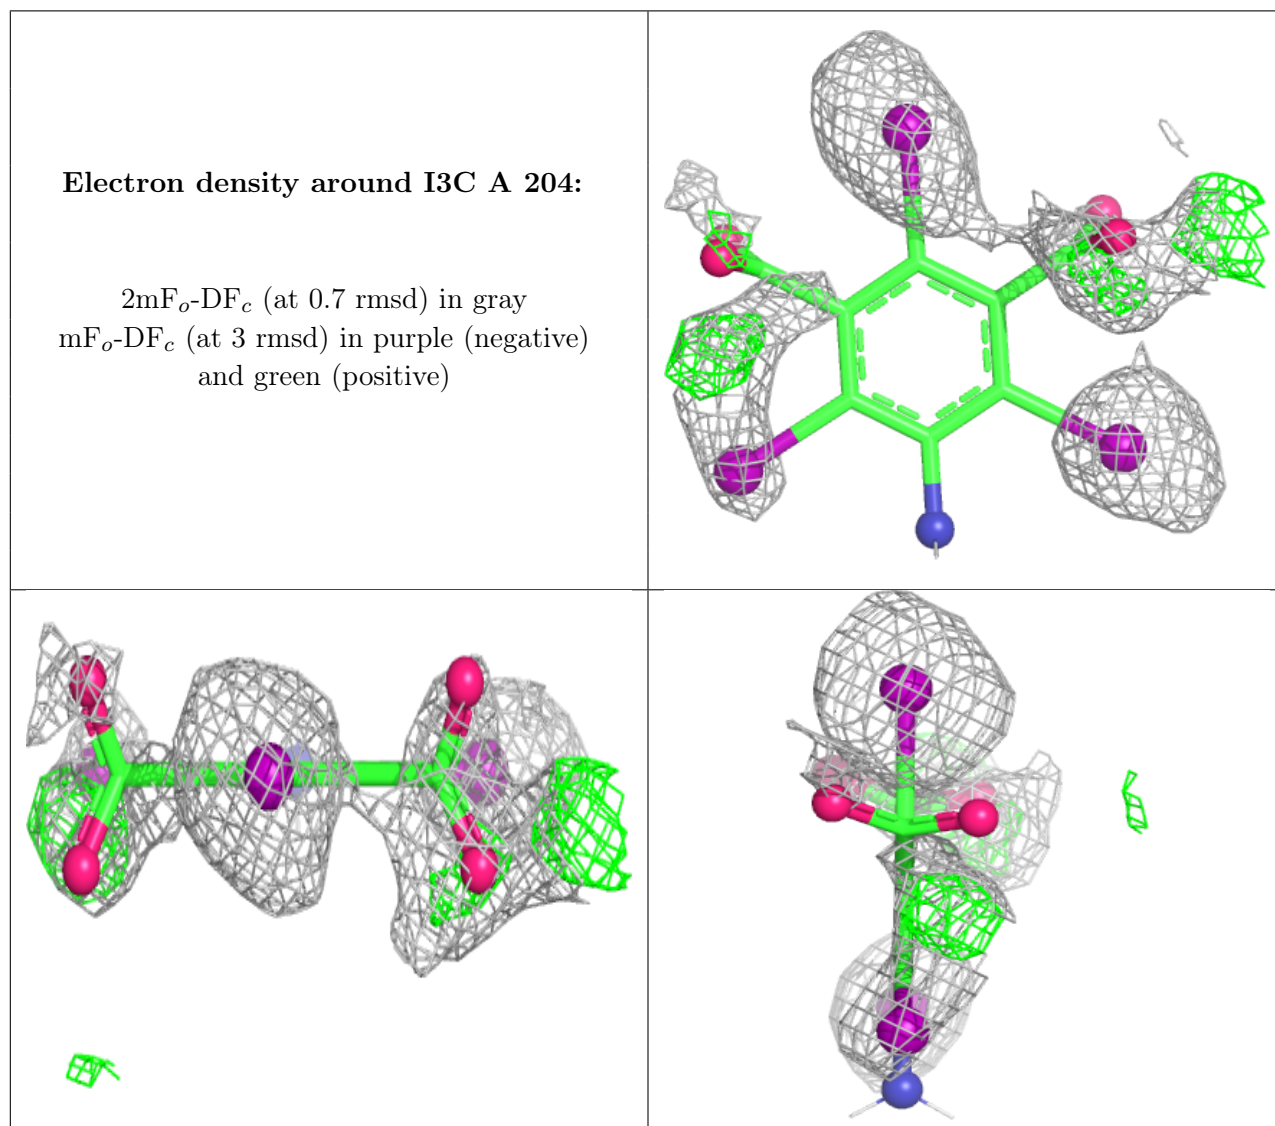 Electron density around I3C A 204:
2mFo-DFc (at 0.7 rmsd) in gray
mFo-DFc (at 3 rmsd) in purple (negative)
and green (positive)